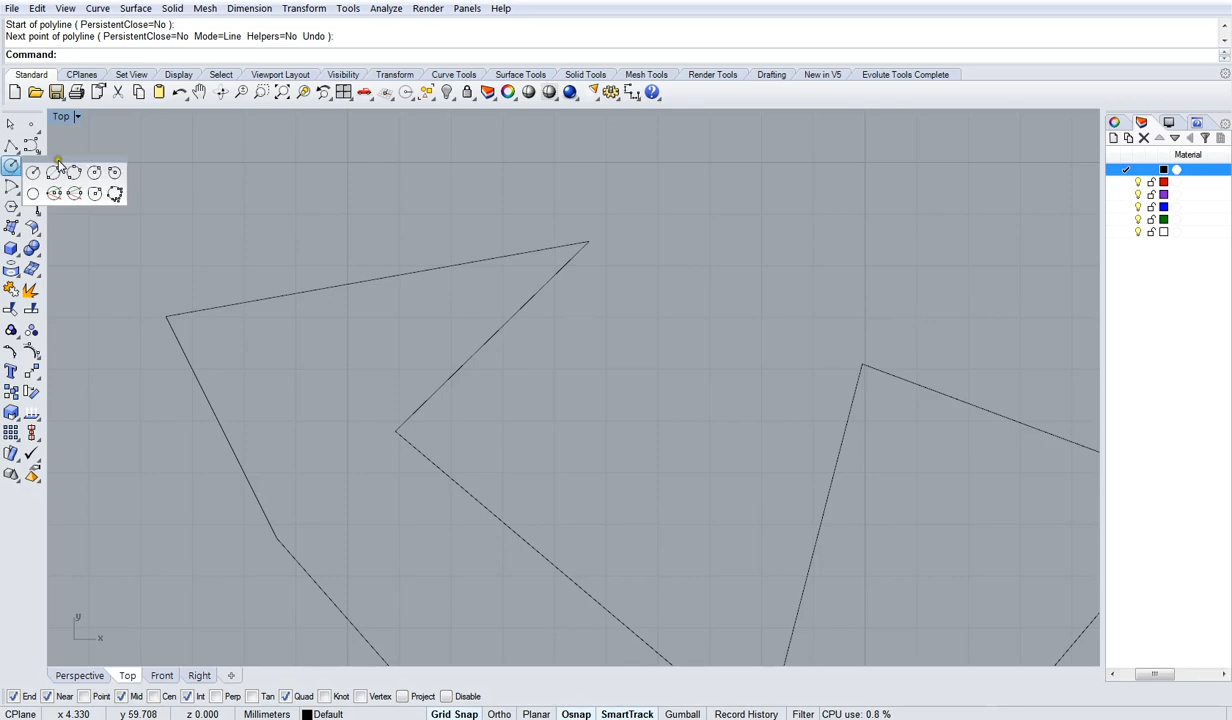 File Edit View Curve Surface Solid Mesh Dimension Transform Tools Analyze Render Panels Help
Start of polyline ( PersistentClose=No ):
Next point of polyline ( PersistentClose=No Mode=Line Helpers=No Undo ):
Command:
Standard CPlanes Set View Display Select Viewport Layout Visibility Transform Curve Tools Surface Tools Solid Tools Mesh Tools Render Tools Drafting New in V5 Evolute Tools Complete
Top
Material
y
x
Perspective Top Front Right
End Near Point Mid Cen Int Perp Tan Quad Knot Vertex Project Disable
CPlane x 4.330 y 59.708 z 0.000 Millimeters Default Grid Snap Ortho Planar Osnap SmartTrack Gumball Record History Filter CPU use: 0.8 %